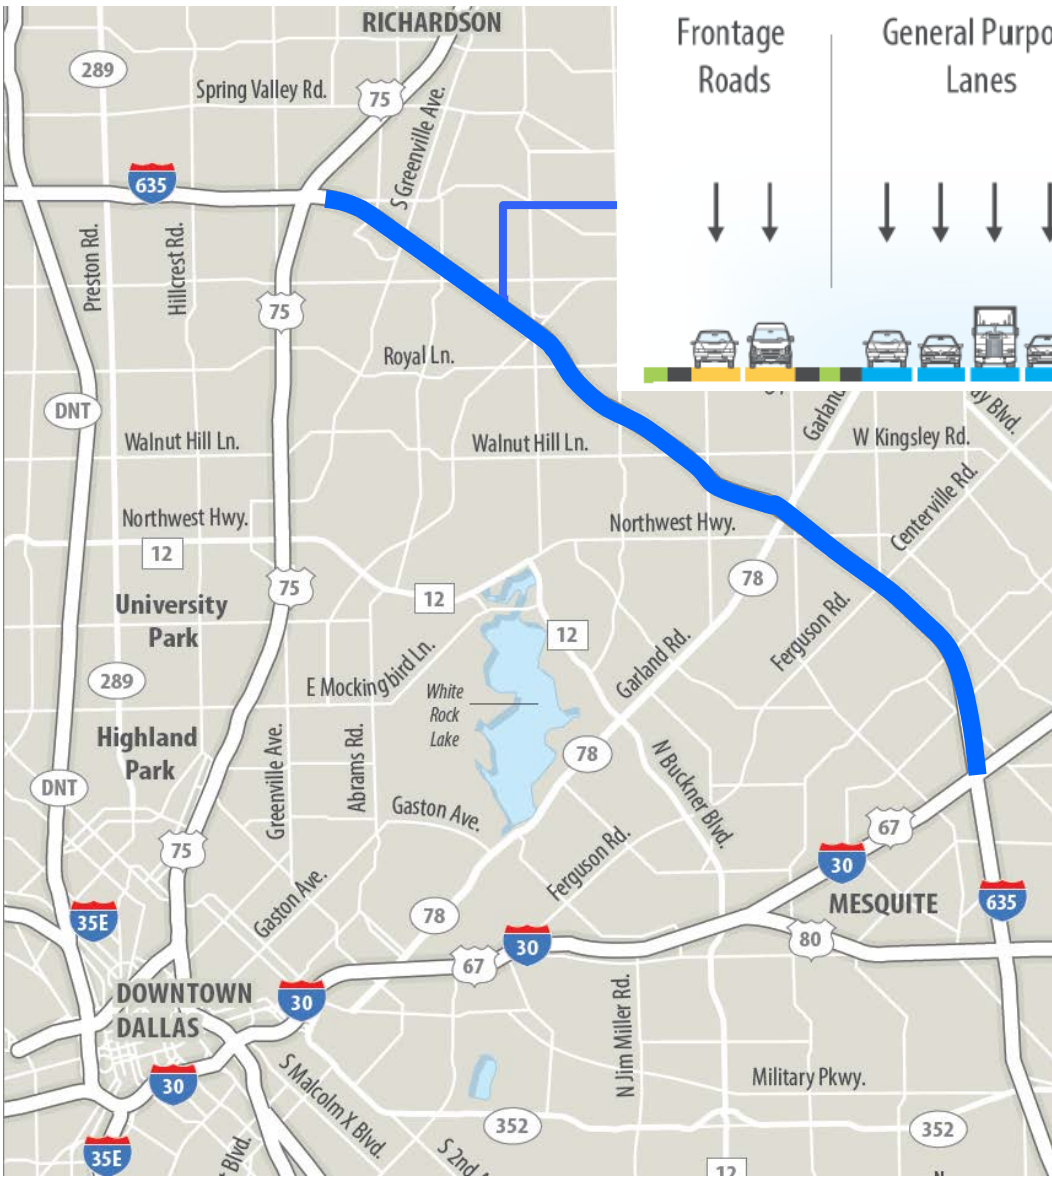 RICHARDSON
Frontage
Roads
General Purpo
Lanes
289
Spring Valley Rd.
75
S Greenville Ave.
635
Preston Rd.
Hillcrest Rd.
75
Royal Ln.
DNT
Garland
ay Blvd.
Walnut Hill Ln.
Walnut Hill Ln.
W Kingsley Rd.
Centerville Rd.
Northwest Hwy.
Northwest Hwy.
12
75
12
78
University
Park
12
Ferguson Rd.
Garland Rd.
E Mockingbird Ln.
289
White
Rock
Lake
Highland
Park
Greenville Ave.
Abrams Rd.
78
N Buckner Blvd.
DNT
Gaston Ave.
67
75
Ferguson Rd.
30
MESQUITE
635
Gaston Ave.
35E
78
30
80
67
DOWNTOWN
DALLAS
30
N Jim Miller Rd.
30
S Malcolm X Blvd.
Military Pkwy.
352
352
35E
t Blvd.
S 2nd
12